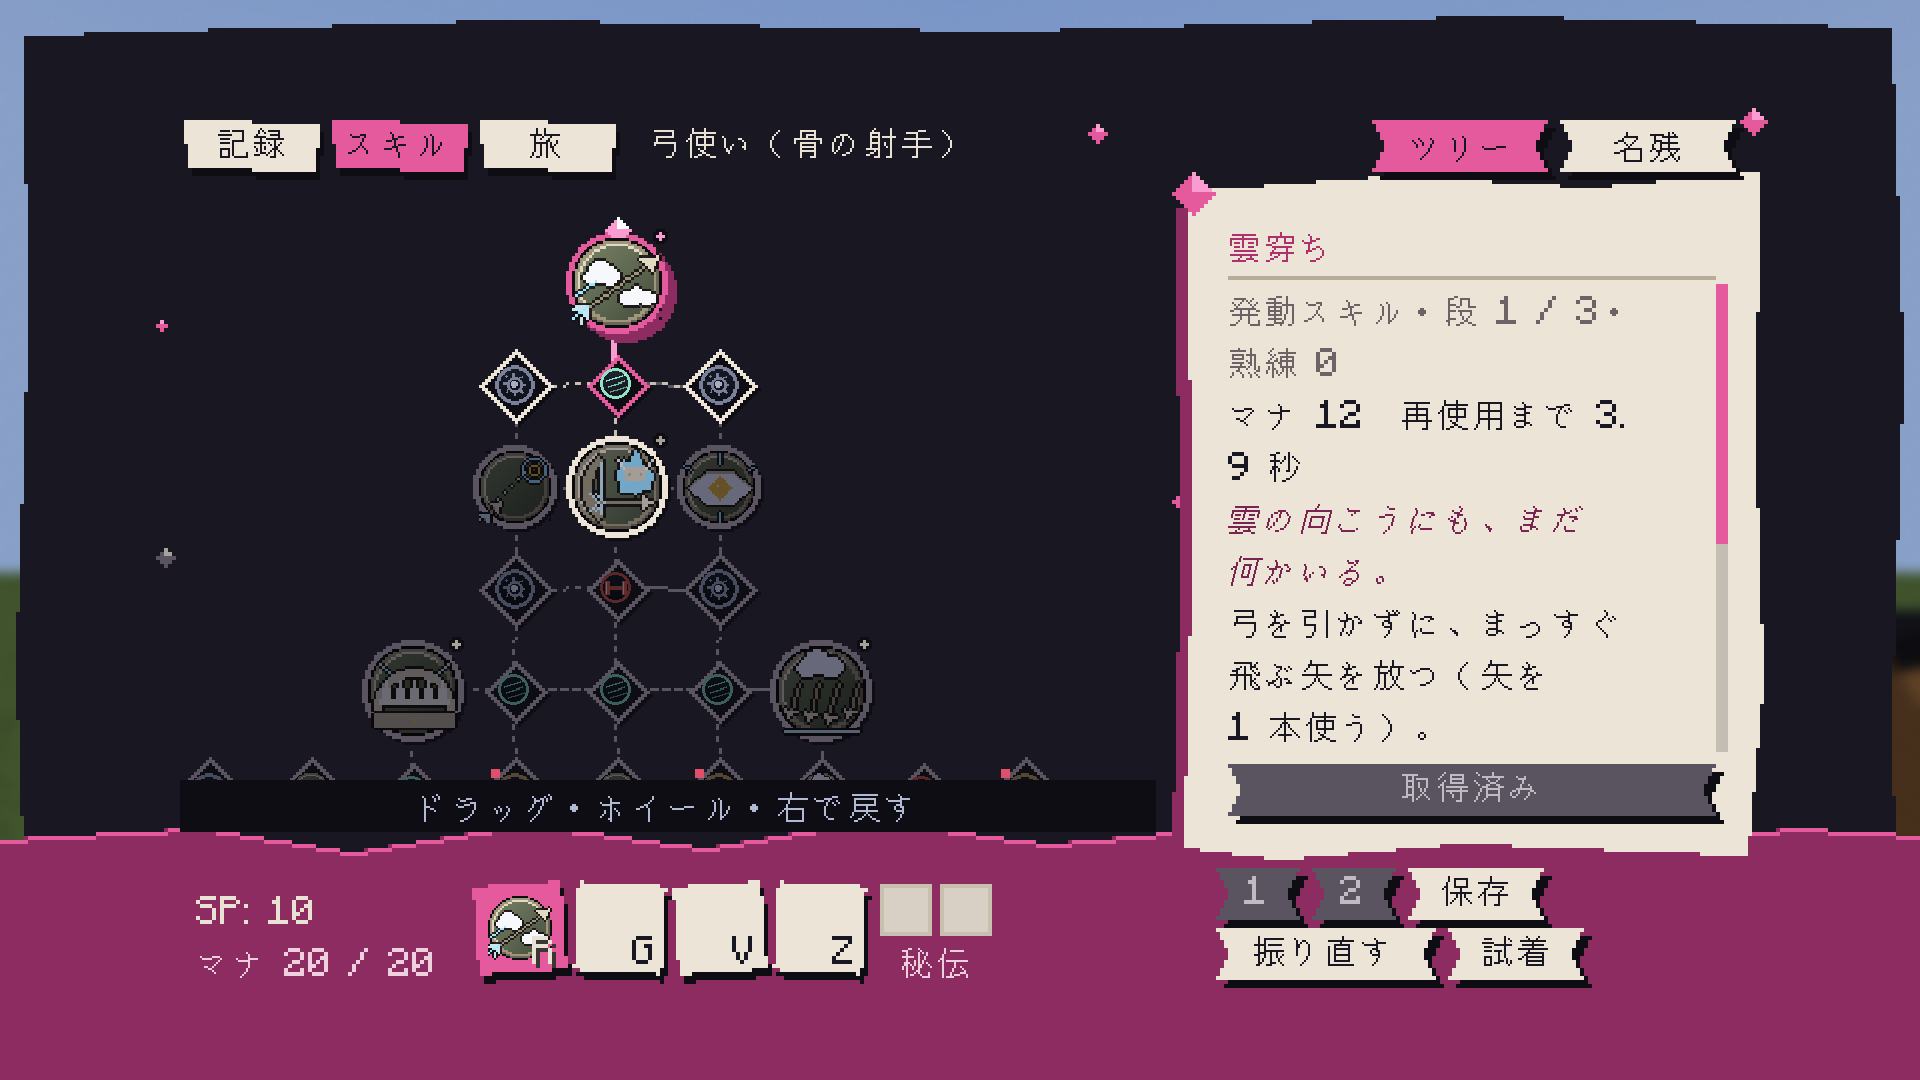 記録
スキル
旅
弓使い（骨の射手）
ツリー
名残
雲穿ち
発動スキル・段 1 / 3・
熟練 0
マナ 12 再使用まで 3.
9 秒
雲の向こうにも、まだ
何かいる。
弓を引かずに、まっすぐ
飛ぶ矢を放つ（矢を
1 本使う）。
取得済み
ドラッグ・ホイール・右で戻す
SP: 10
マナ 20 / 20
G
V
Z
秘伝
1
2
保存
振り直す
試着